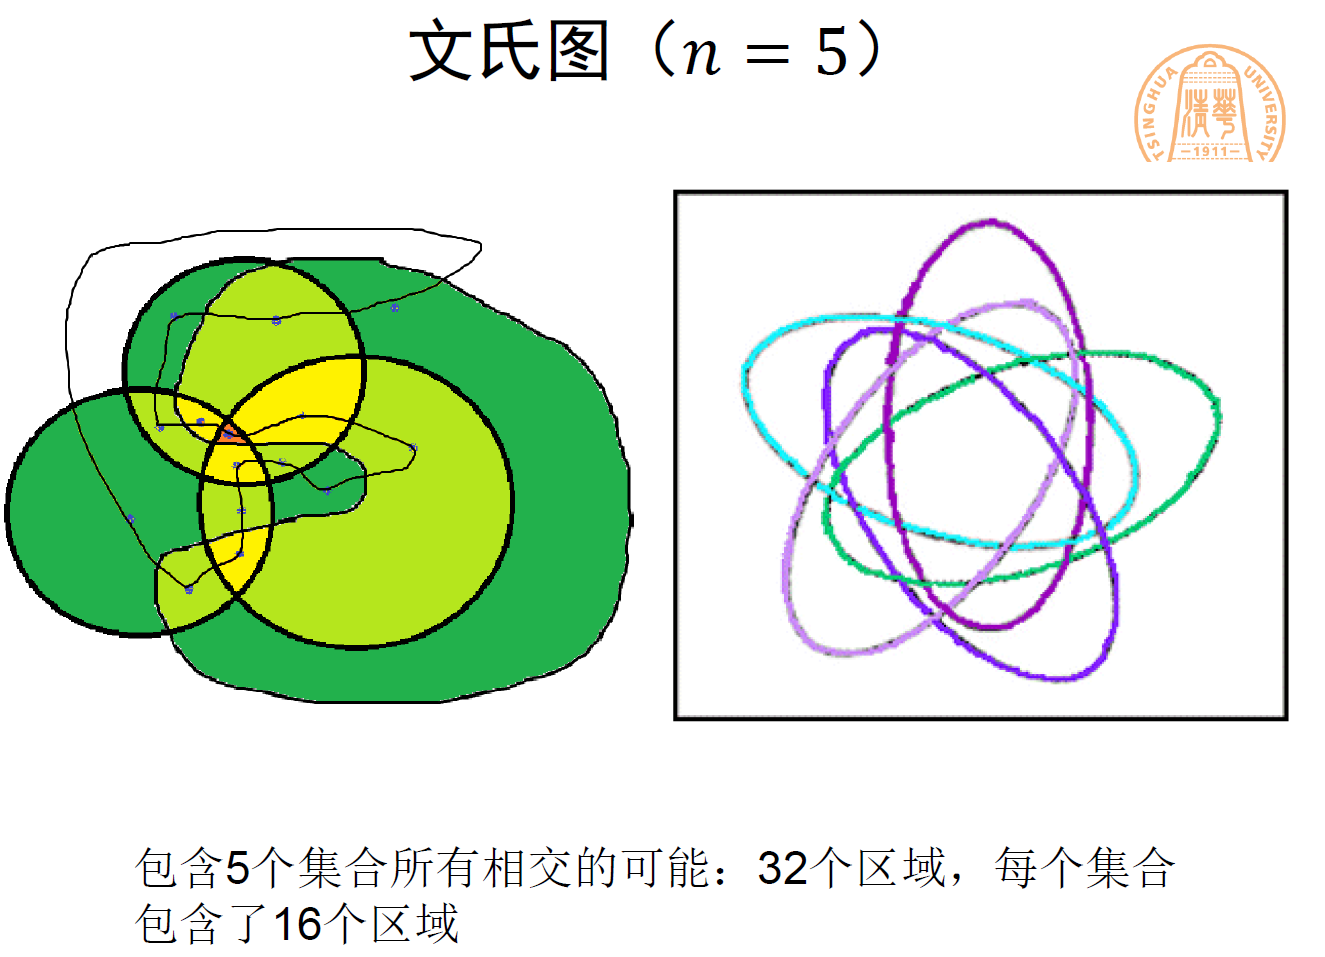 文氏图（n = 5）
TSINGHUA UNIVERSITY
清華
—1911—
包含5个集合所有相交的可能：32个区域，每个集合
包含了16个区域